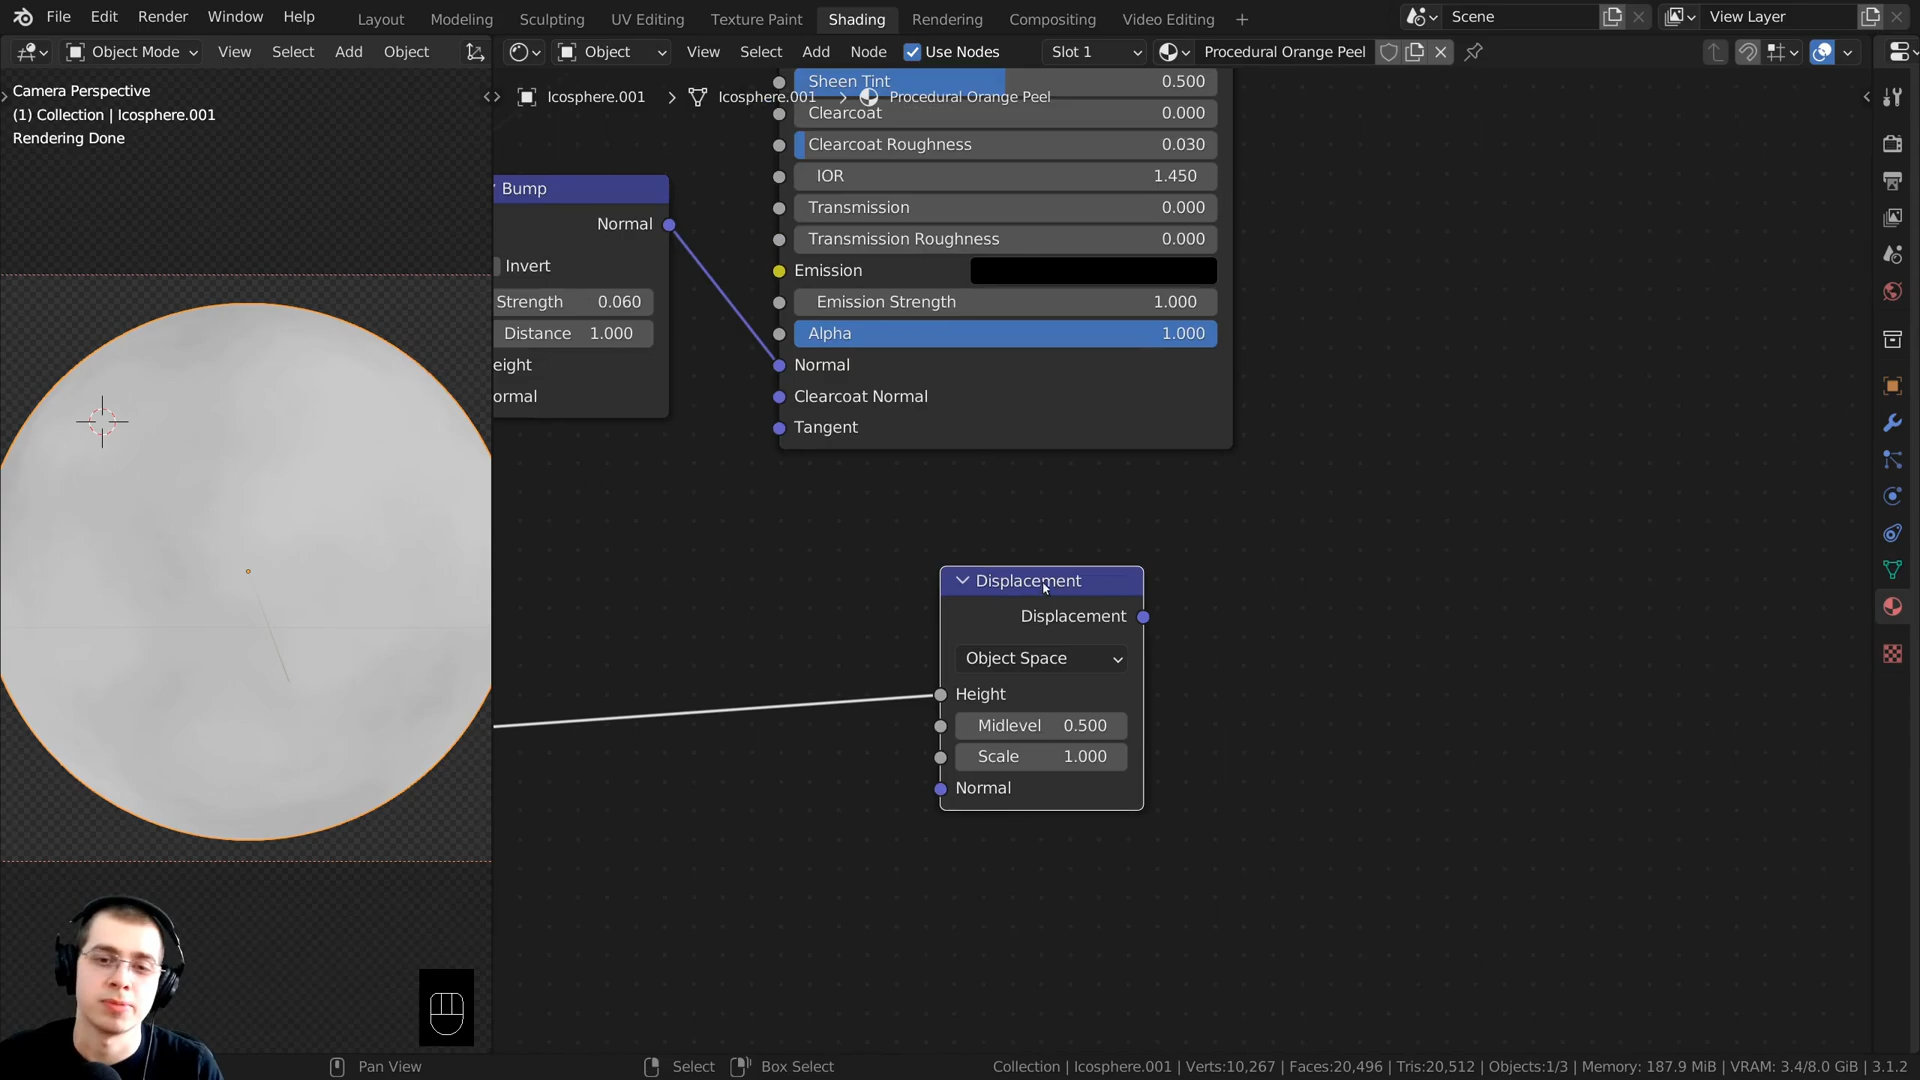 File Edit Render Window Help Layout Modeling Sculpting UV Editing Texture Paint Shading Rendering Compositing Video Editing + Scene View Layer
Object Mode View Select Add Object Object View Select Add Node Use Nodes Slot 1 Procedural Orange Peel
Camera Perspective
(1) Collection | Icosphere.001
Rendering Done
Icosphere.001 > Icosphere.001 > Procedural Orange Peel
Sheen Tint 0.500
Clearcoat 0.000
Clearcoat Roughness 0.030
IOR 1.450
Transmission 0.000
Transmission Roughness 0.000
Emission
Emission Strength 1.000
Alpha 1.000
Normal
Clearcoat Normal
Tangent
Bump
Normal
Invert
Strength 0.060
Distance 1.000
eight
ormal
Displacement
Displacement
Object Space
Height
Midlevel 0.500
Scale 1.000
Normal
Pan View Select Box Select Collection | Icosphere.001 | Verts:10,267 | Faces:20,496 | Tris:20,512 | Objects:1/3 | Memory: 187.9 MiB | VRAM: 3.4/8.0 GiB | 3.1.2